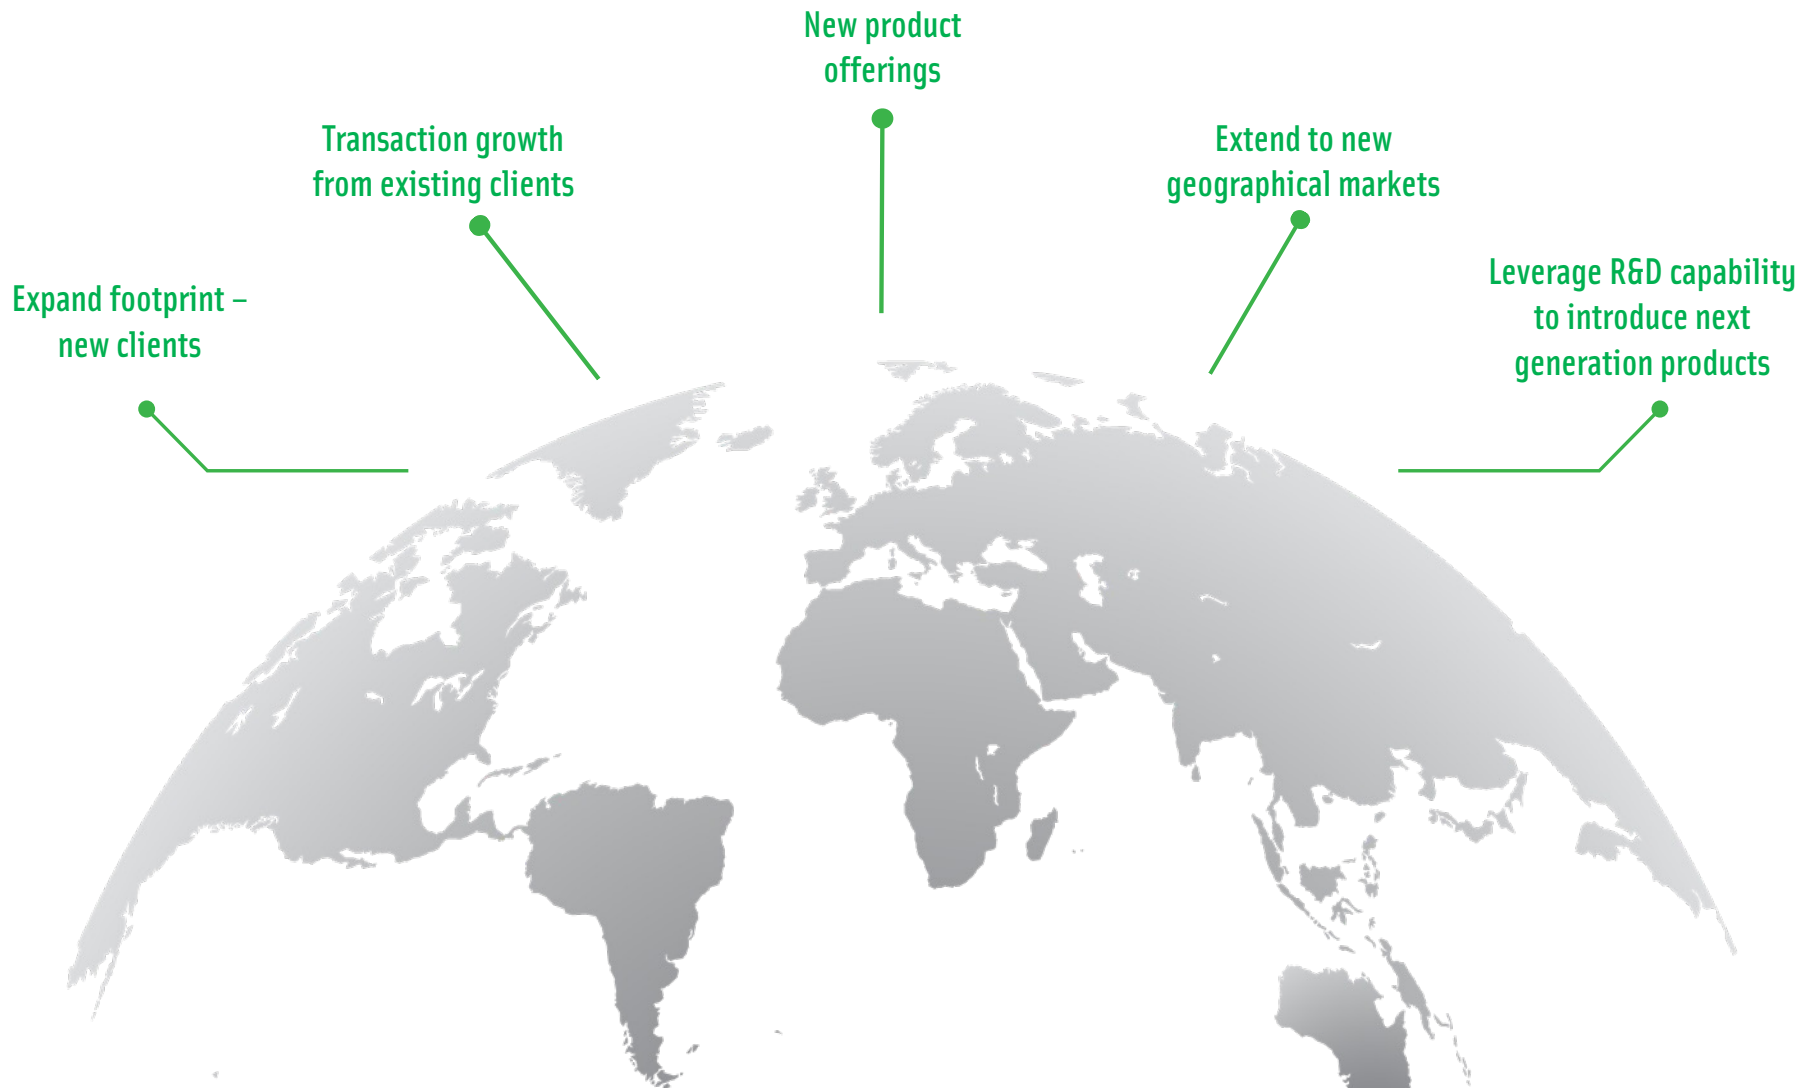 New product
offerings
Transaction growth
from existing clients
Extend to new
geographical markets
Expand footprint –
new clients
Leverage R&D capability
to introduce next
generation products